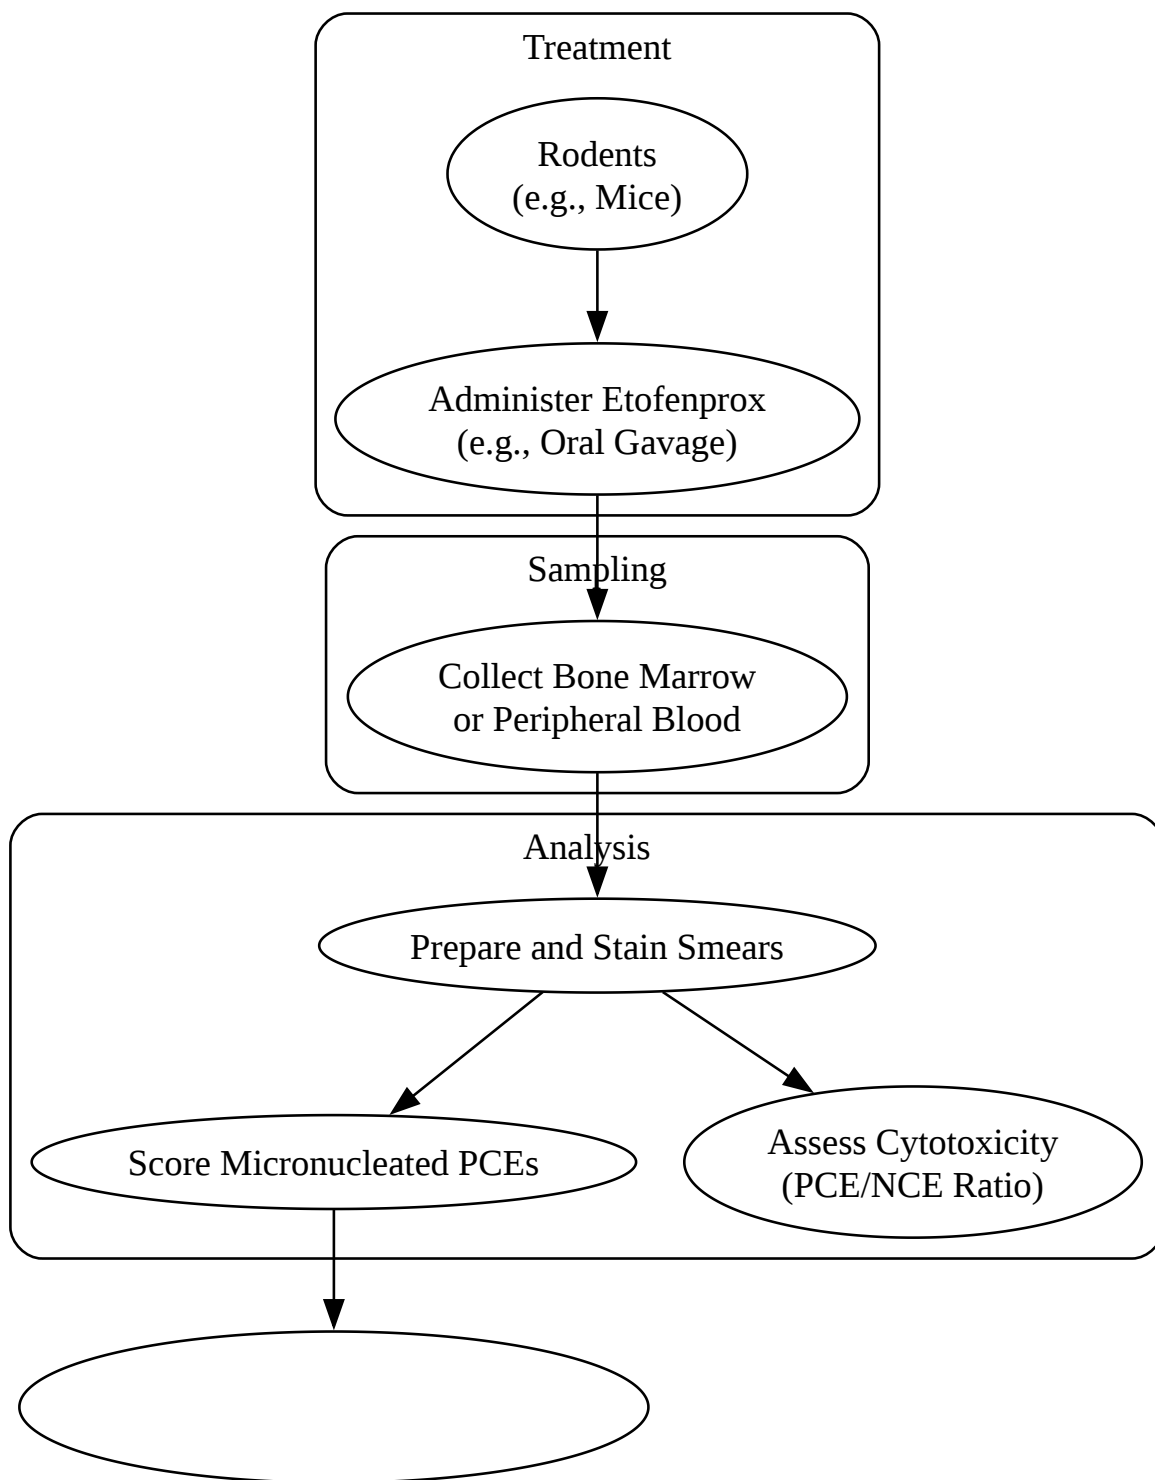 Treatment
Rodents
(e.g., Mice)
Administer Etofenprox
(e.g., Oral Gavage)
Sampling
Collect Bone Marrow
or Peripheral Blood
Analysis
Prepare and Stain Smears
Score Micronucleated PCEs
Assess Cytotoxicity
(PCE/NCE Ratio)